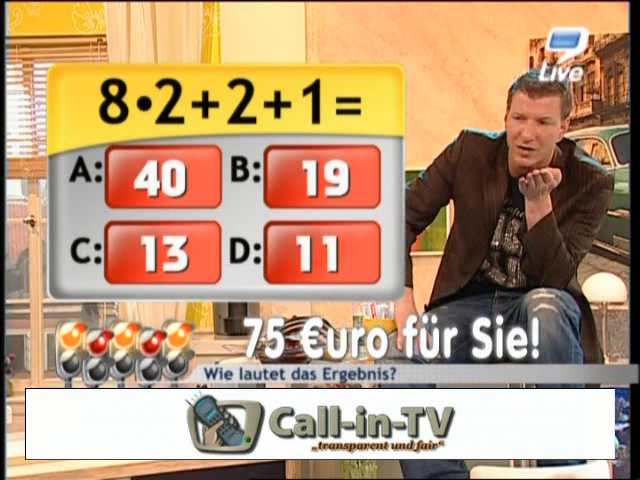 Live
8•2+2+1=
A: 40 B: 19
C: 13 D: 11
75 €uro für Sie!
Wie lautet das Ergebnis?
Call-in-TV
„transparent und fair“